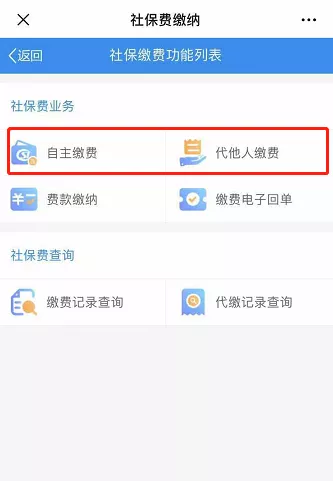 社保费缴纳
返回
社保缴费功能列表
社保费业务
自主缴费
代他人缴费
费款缴纳
缴费电子回单
社保费查询
缴费记录查询
代缴记录查询